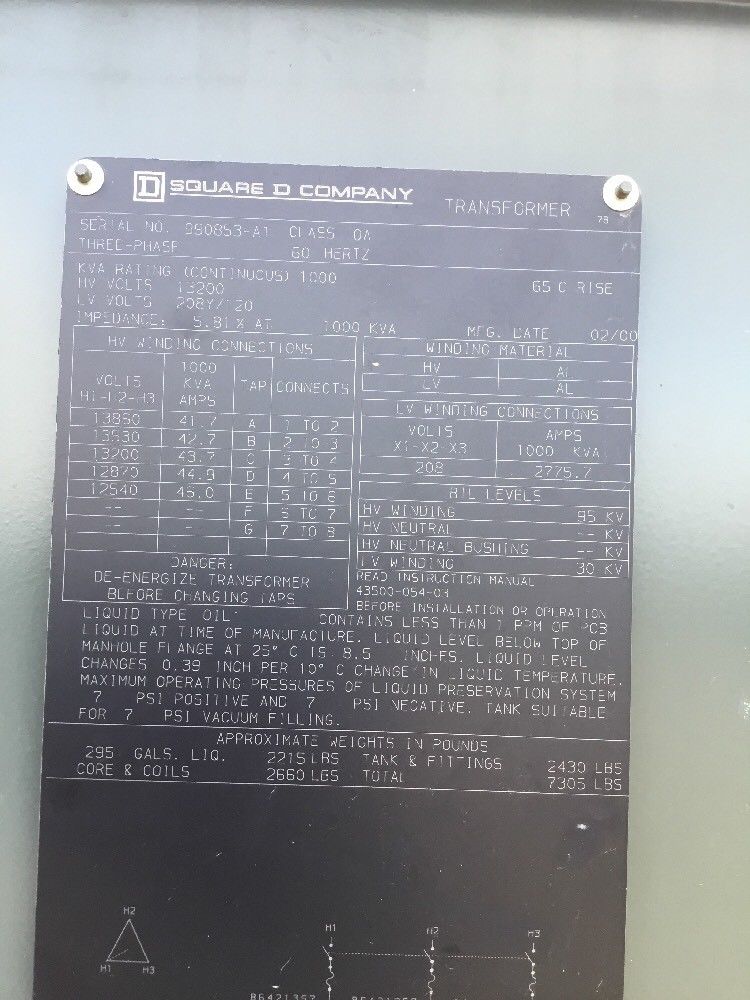 D SQUARE D COMPANY TRANSFORMER 75
SERIAL NO. 990853-A1 CLASS OA
THREE-PHASE 60 HERTZ
KVA RATING (CONTINUOUS) 1000 65 C RISE
HV VOLTS 13200
LV VOLTS 208Y/120
IMPEDANCE: 5.81% AT 1000 KVA MFG. DATE 02/00
HV WINDING CONNECTIONS
VOLTS H1-H2-H3 1000 KVA AMPS TAP CONNECTS
13860 41.7 A 1 TO 2
13530 42.7 B 2 TO 3
13200 43.7 C 3 TO 4
12870 44.9 D 4 TO 5
12540 46.0 E 5 TO 6
-- -- F 6 TO 7
-- -- G 7 TO 8
DANGER:
DE-ENERGIZE TRANSFORMER
BEFORE CHANGING TAPS
WINDING MATERIAL
HV AL
LV AL
LV WINDING CONNECTIONS
VOLTS X1-X2-X3 AMPS 1000 KVA
208 2775.7
BIL LEVELS
HV WINDING 95 KV
HV NEUTRAL -- KV
HV NEUTRAL BUSHING -- KV
LV WINDING 30 KV
READ INSTRUCTION MANUAL
43500-054-
BEFORE INSTALLATION OR OPERATION
LIQUID TYPE OIL CONTAINS LESS THAN 1 PPM OF PCB
LIQUID AT TIME OF MANUFACTURE. LIQUID LEVEL BELOW TOP OF
MANHOLE FLANGE AT 25° C IS 8.5 INCHES. LIQUID LEVEL
CHANGES 0.39 INCH PER 10° C CHANGE IN LIQUID TEMPERATURE.
MAXIMUM OPERATING PRESSURES OF LIQUID PRESERVATION SYSTEM
7 PSI POSITIVE AND 7 PSI NEGATIVE. TANK SUITABLE
FOR 7 PSI VACUUM FILLING.
APPROXIMATE WEIGHTS IN POUNDS
295 GALS. LIQ. 2215 LBS TANK & FITTINGS 2430 LBS
CORE & COILS 2660 LBS TOTAL 7305 LBS
H2
H1 H3
H1 H2 H3
86421357